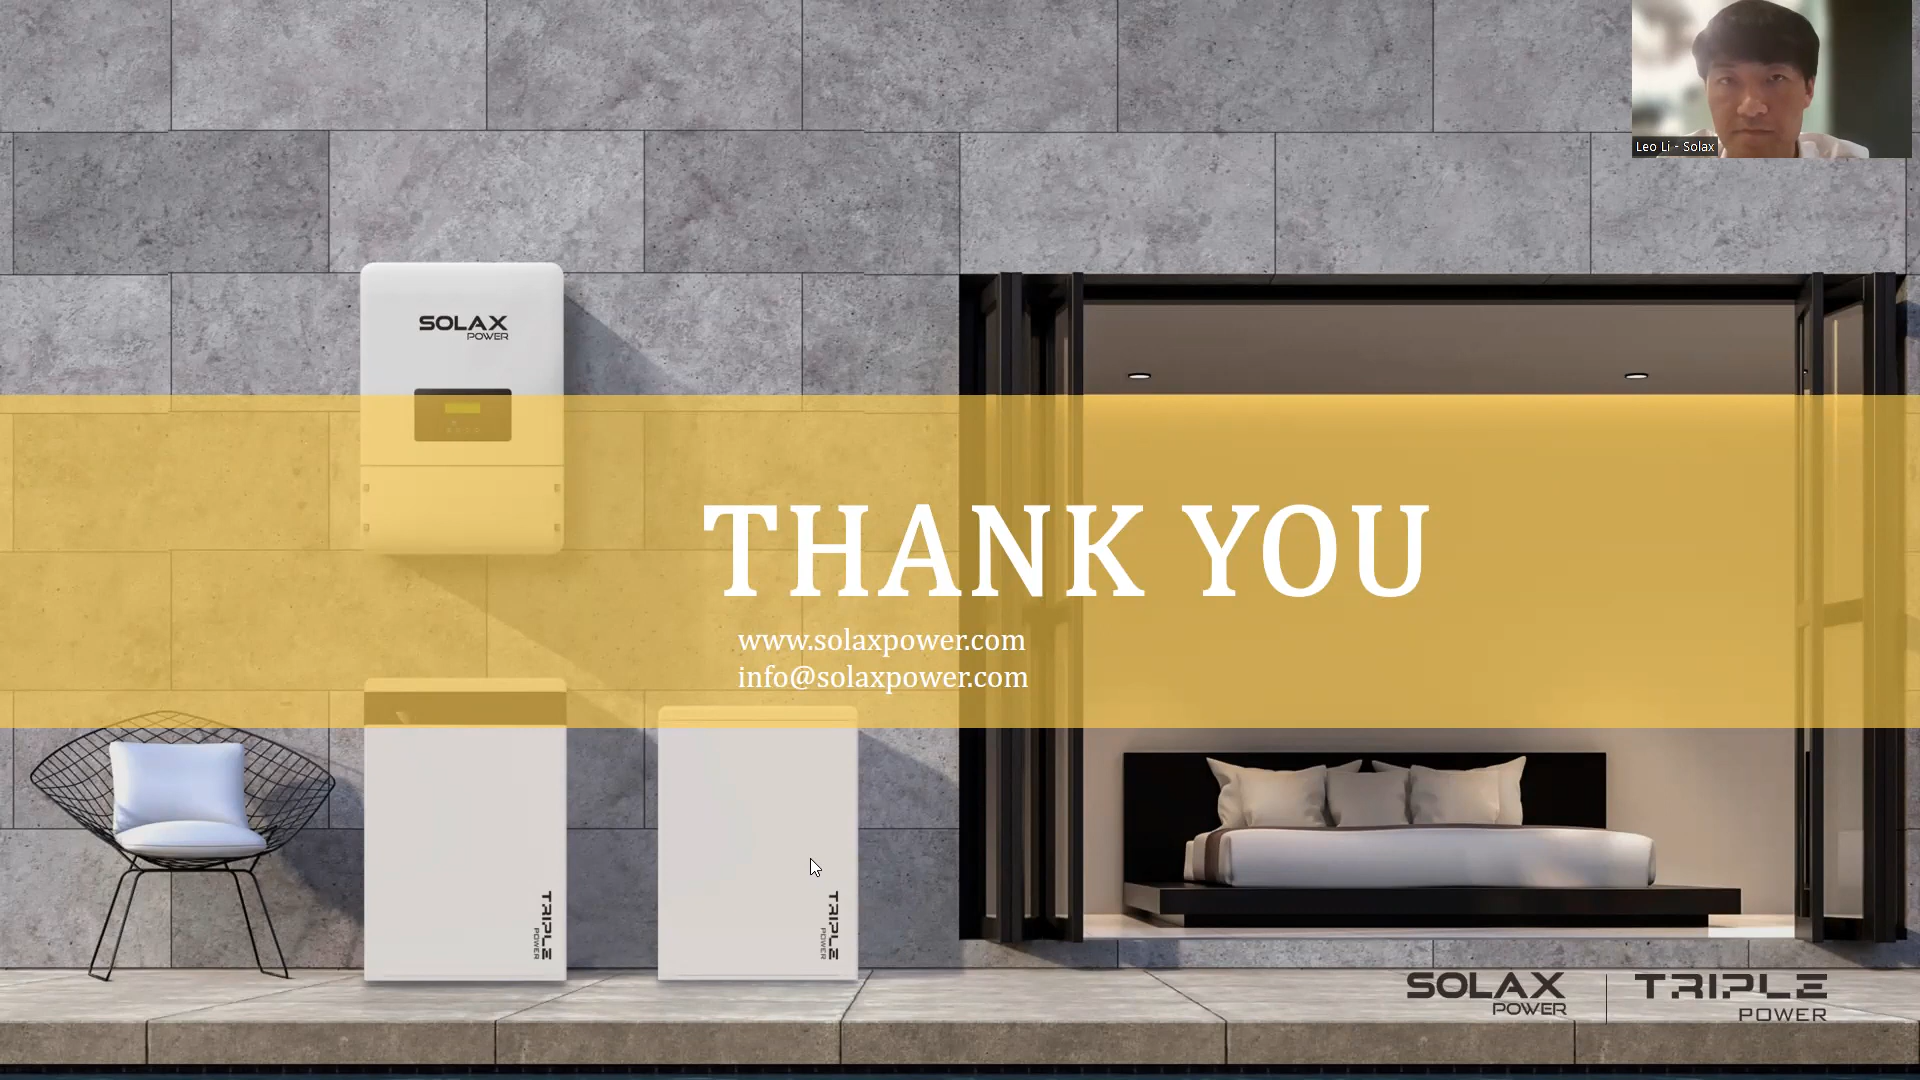 Leo Li - Solax
SOLAX
POWER
THANK YOU
www.solaxpower.com
info@solaxpower.com
TRIPLE
POWER
TRIPLE
POWER
SOLAX
POWER
TRIPLE
POWER